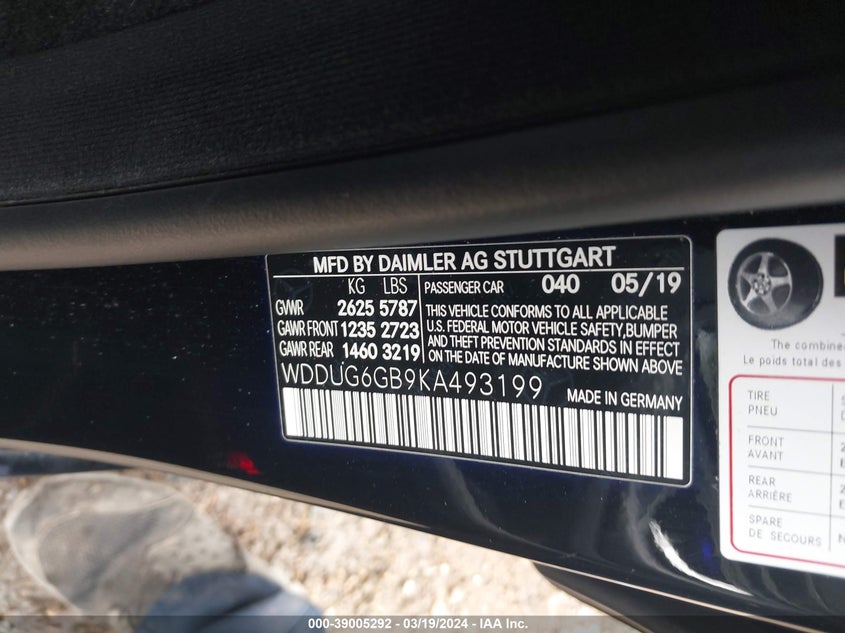 MFD BY DAIMLER AG STUTTGART
KG LBS
GVWR 2625 5787
GAWR FRONT 1235 2723
GAWR REAR 1460 3219
PASSENGER CAR 040 05/19
THIS VEHICLE CONFORMS TO ALL APPLICABLE
U.S. FEDERAL MOTOR VEHICLE SAFETY,BUMPER
AND THEFT PREVENTION STANDARDS IN EFFECT
ON THE DATE OF MANUFACTURE SHOWN ABOVE
WDDUG6GB9KA493199
MADE IN GERMANY
The combine
Le poids total des
TIRE
PNEU
FRONT
AVANT
REAR
ARRIÈRE
SPARE
DE SECOURS
000-39005292 - 03/19/2024 - IAA Inc.